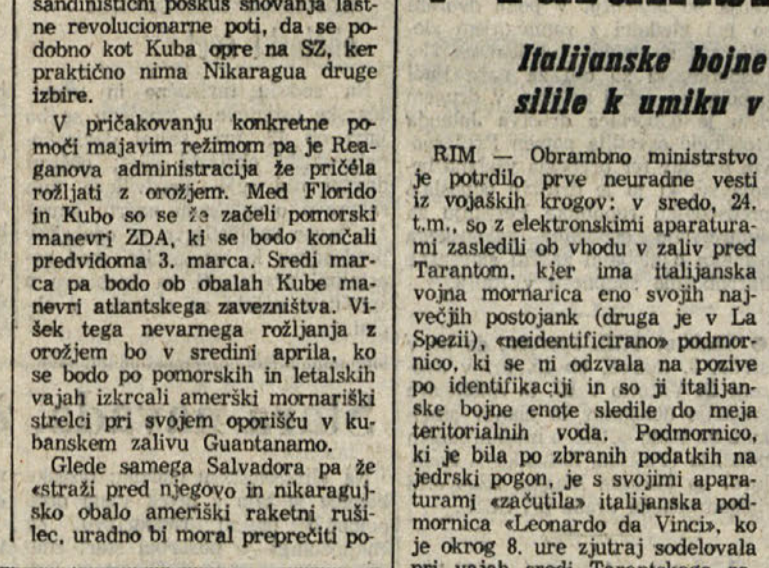 sandinistični poskus snovanja last-
ne revolucionarne poti, da se po-
dobno kot Kuba opre na SZ, ker
praktično nima Nikaragua druge
izbire.
V pričakovanju konkretne po-
moči majavim režimom pa je Rea-
ganova administracija že pričela
rožljati z orožjem. Med Florido
in Kubo so se že začeli pomorski
manevri ZDA, ki se bodo končali
predvidoma 3. marca. Sredi mar-
ca pa bodo ob obalah Kube ma-
nevri atlantskega zavezništva. Vi-
šek tega nevarnega rožljanja z
orožjem bo v sredini aprila, ko
se bodo po pomorskih in letalskih
vajah izkrcali amerški mornariški
strelci pri svojem oporišču v ku-
banskem zalivu Guantanamo.
Glede samega Salvadora pa že
«straži pred njegovo in nikaraguj-
sko obalo ameriški raketni ruši-
lec, uradno bi moral preprečiti po-
Italijanske bojne
silile k umiku v
RIM — Obrambno ministrstvo
je potrdilo prve neuradne vesti
iz vojaških krogov: v sredo, 24.
t.m., so z elektronskimi aparatura-
mi zasledili ob vhodu v zaliv pred
Tarantom, kjer ima italijanska
vojna mornarica eno svojih naj-
večjih postojank (druga je v La
Spezii), «neidentificirano» podmor-
nico, ki se ni odzvala na pozive
po identifikaciji in so ji italijan-
ske bojne enote sledile do meja
teritorialnih voda. Podmornico,
ki je bila po zbranih podatkih na
jedrski pogon, je s svojimi apara-
turami «začutila» italijanska pod-
mornica «Leonardo da Vinci», ko
je okrog 8. ure zjutraj sodelovala